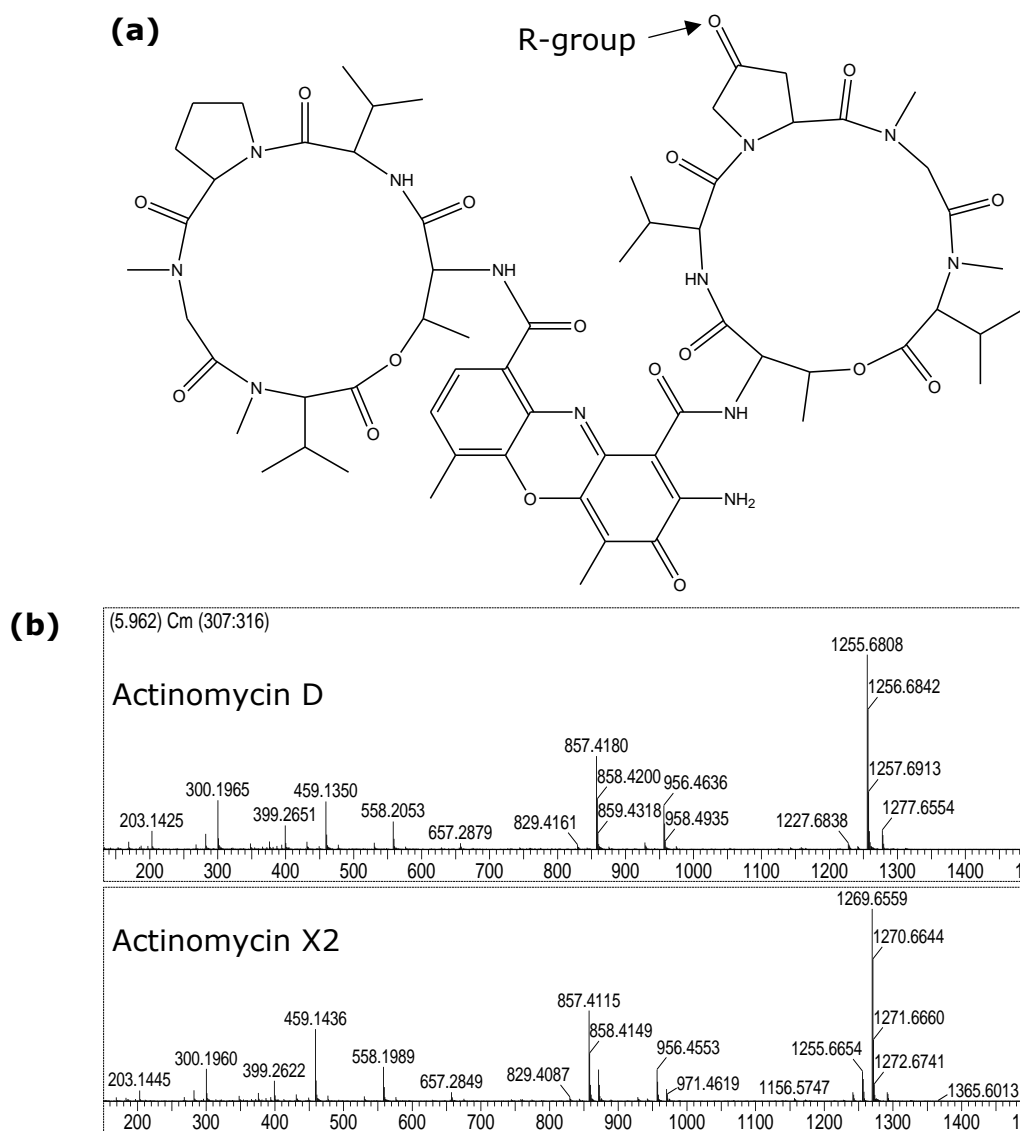 (a)
R-group
O
O
O
N
NH
O
O
N
NH
O
O
O
N
O
O
O
O
N
O
N
O
N
HN
O
O
O
O
NH
N
O
NH2
O
(b)
(5.962) Cm (307:316)
Actinomycin D
1255.6808
1256.6842
1257.6913
1277.6554
1227.6838
857.4180
858.4200
859.4318
829.4161
956.4636
958.4935
203.1425
300.1965
399.2651
459.1350
558.2053
657.2879
200 300 400 500 600 700 800 900 1000 1100 1200 1300 1400 1
Actinomycin X2
1269.6559
1270.6644
1271.6660
1272.6741
1255.6654
1365.6013
1156.5747
857.4115
858.4149
829.4087
956.4553
971.4619
203.1445
300.1960
399.2622
459.1436
558.1989
657.2849
200 300 400 500 600 700 800 900 1000 1100 1200 1300 1400 1